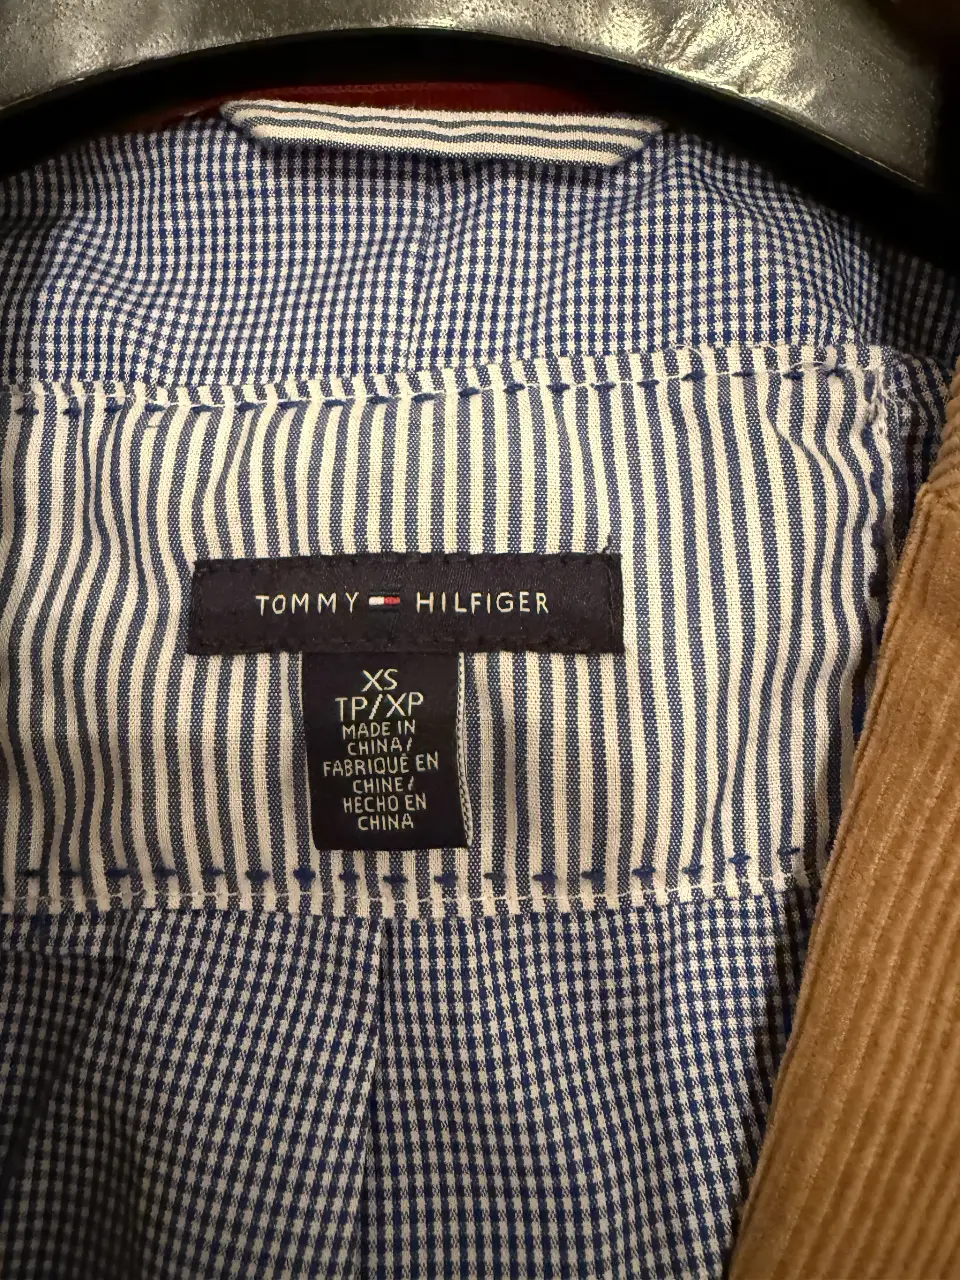 TOMMY HILFIGER
XS
TP/XP
MADE IN
CHINA/
FABRIQUÉ EN
CHINE/
HECHO EN
CHINA